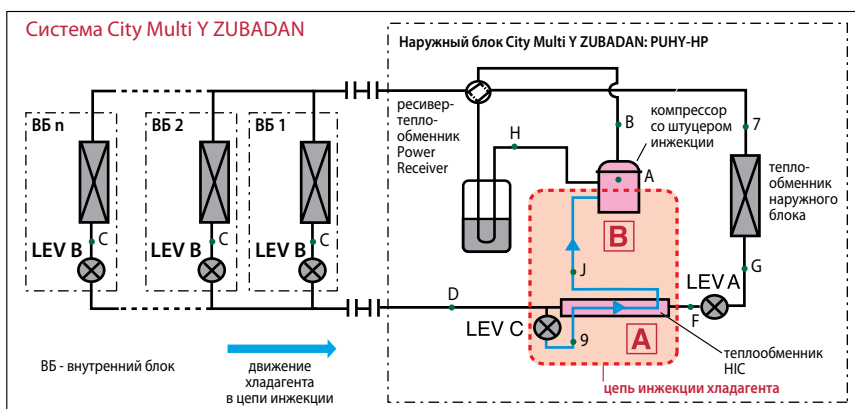 Система City Multi Y ZUBADAN
Наружный блок City Multi Y ZUBADAN: PUHY-HP
ВБ n
ВБ 2
ВБ 1
C
C
C
LEV B
LEV B
LEV B
ресивер-
тепло-
обменник
Power
Receiver
H
B
компрессор
со штуцером
инекции
A
7
тепло-
обменник
наружного
блока
B
J
G
LEV A
D
F
LEV C
9
A
теплообменник
HIC
цепь инжекции хладагента
ВБ - внутренний блок
движение
хладагента
в цепи инжекции